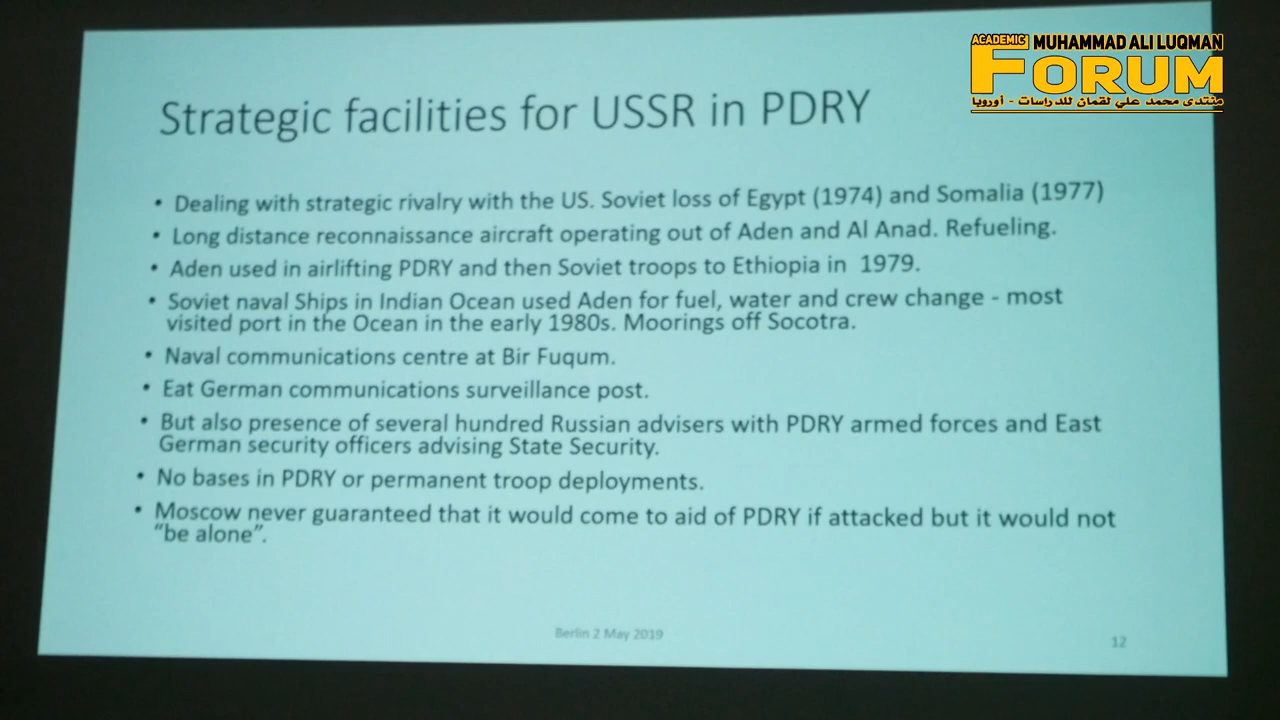 ACADEMIC MUHAMMAD ALI LUQMAN
FORUM
منتدى محمد علي لقمان للدراسات - أوروبا
Strategic facilities for USSR in PDRY
• Dealing with strategic rivalry with the US. Soviet loss of Egypt (1974) and Somalia (1977)
• Long distance reconnaissance aircraft operating out of Aden and Al Anad. Refueling.
• Aden used in airlifting PDRY and then Soviet troops to Ethiopia in 1979.
• Soviet naval Ships in Indian Ocean used Aden for fuel, water and crew change - most
visited port in the Ocean in the early 1980s. Moorings off Socotra.
• Naval communications centre at Bir Fuqum.
• Eat German communications surveillance post.
• But also presence of several hundred Russian advisers with PDRY armed forces and East
German security officers advising State Security.
• No bases in PDRY or permanent troop deployments.
• Moscow never guaranteed that it would come to aid of PDRY if attacked but it would not
“be alone”.
Berlin 2 May 2019
12